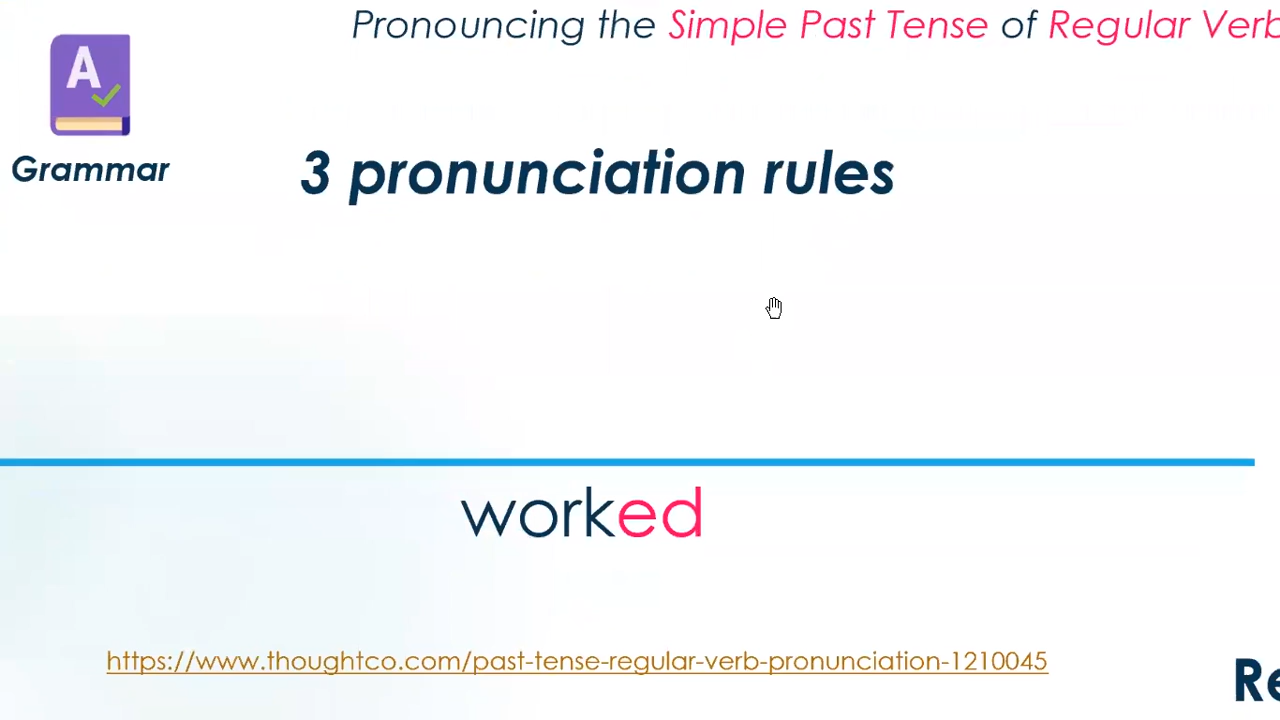 Pronouncing the Simple Past Tense of Regular Verb
A
Grammar
3 pronunciation rules
worked
https://www.thoughtco.com/past-tense-regular-verb-pronunciation-1210045
Re